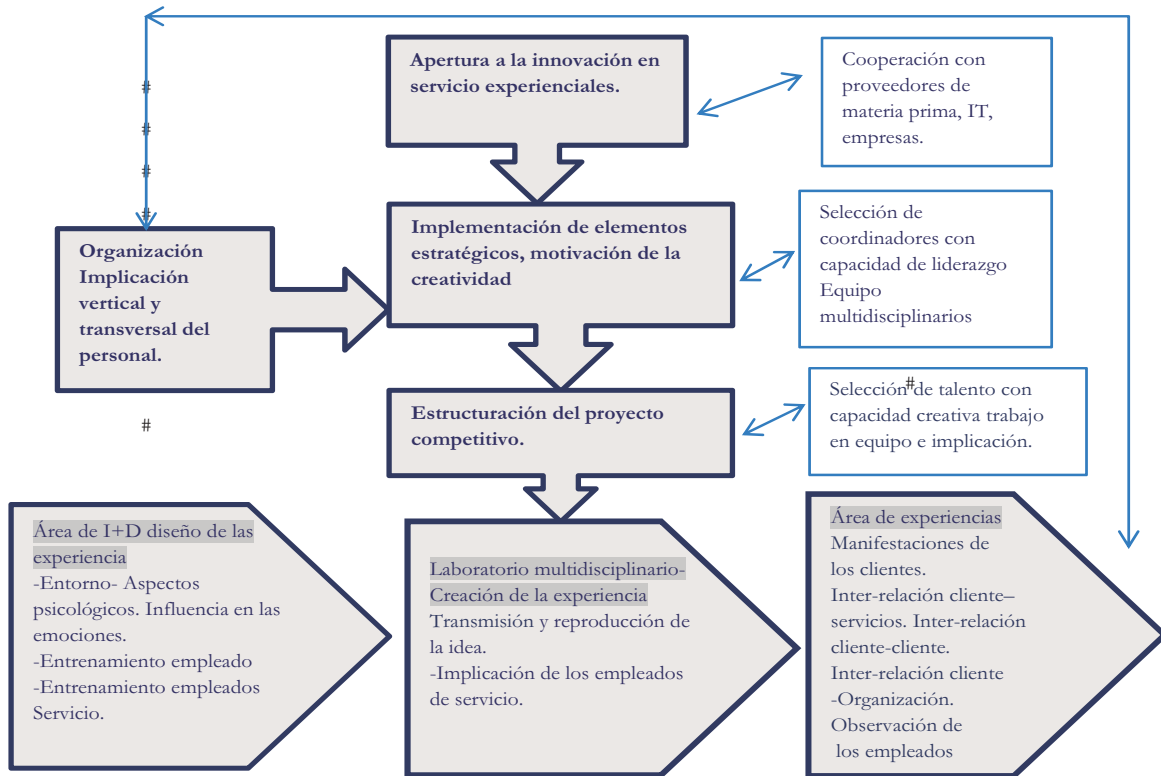 Apertura a la innovación en
servicio experienciales.
Cooperación con
proveedores de
materia prima, IT,
empresas.
#
#
#
#
Organización
Implicación
vertical y
transversal del
personal.
Implementación de elementos
estratégicos, motivación de la
creatividad
Selección de
coordinadores con
capacidad de liderazgo
Equipo
multidisciplinarios
#
Estructuración del proyecto
competitivo.
#
Selección de talento con
capacidad creativa trabajo
en equipo e implicación.
Área de I+D diseño de las
experiencia
-Entorno- Aspectos
psicológicos. Influencia en las
emociones.
-Entrenamiento empleado
-Entrenamiento empleados
Servicio.
Laboratorio multidisciplinario-
Creación de la experiencia
Transmisión y reproducción de
la idea.
-Implicación de los empleados
de servicio.
Área de experiencias
Manifestaciones de
los clientes.
Inter-relación cliente–
servicios. Inter-relación
cliente-cliente.
Inter-relación cliente
-Organización.
Observación de
los empleados